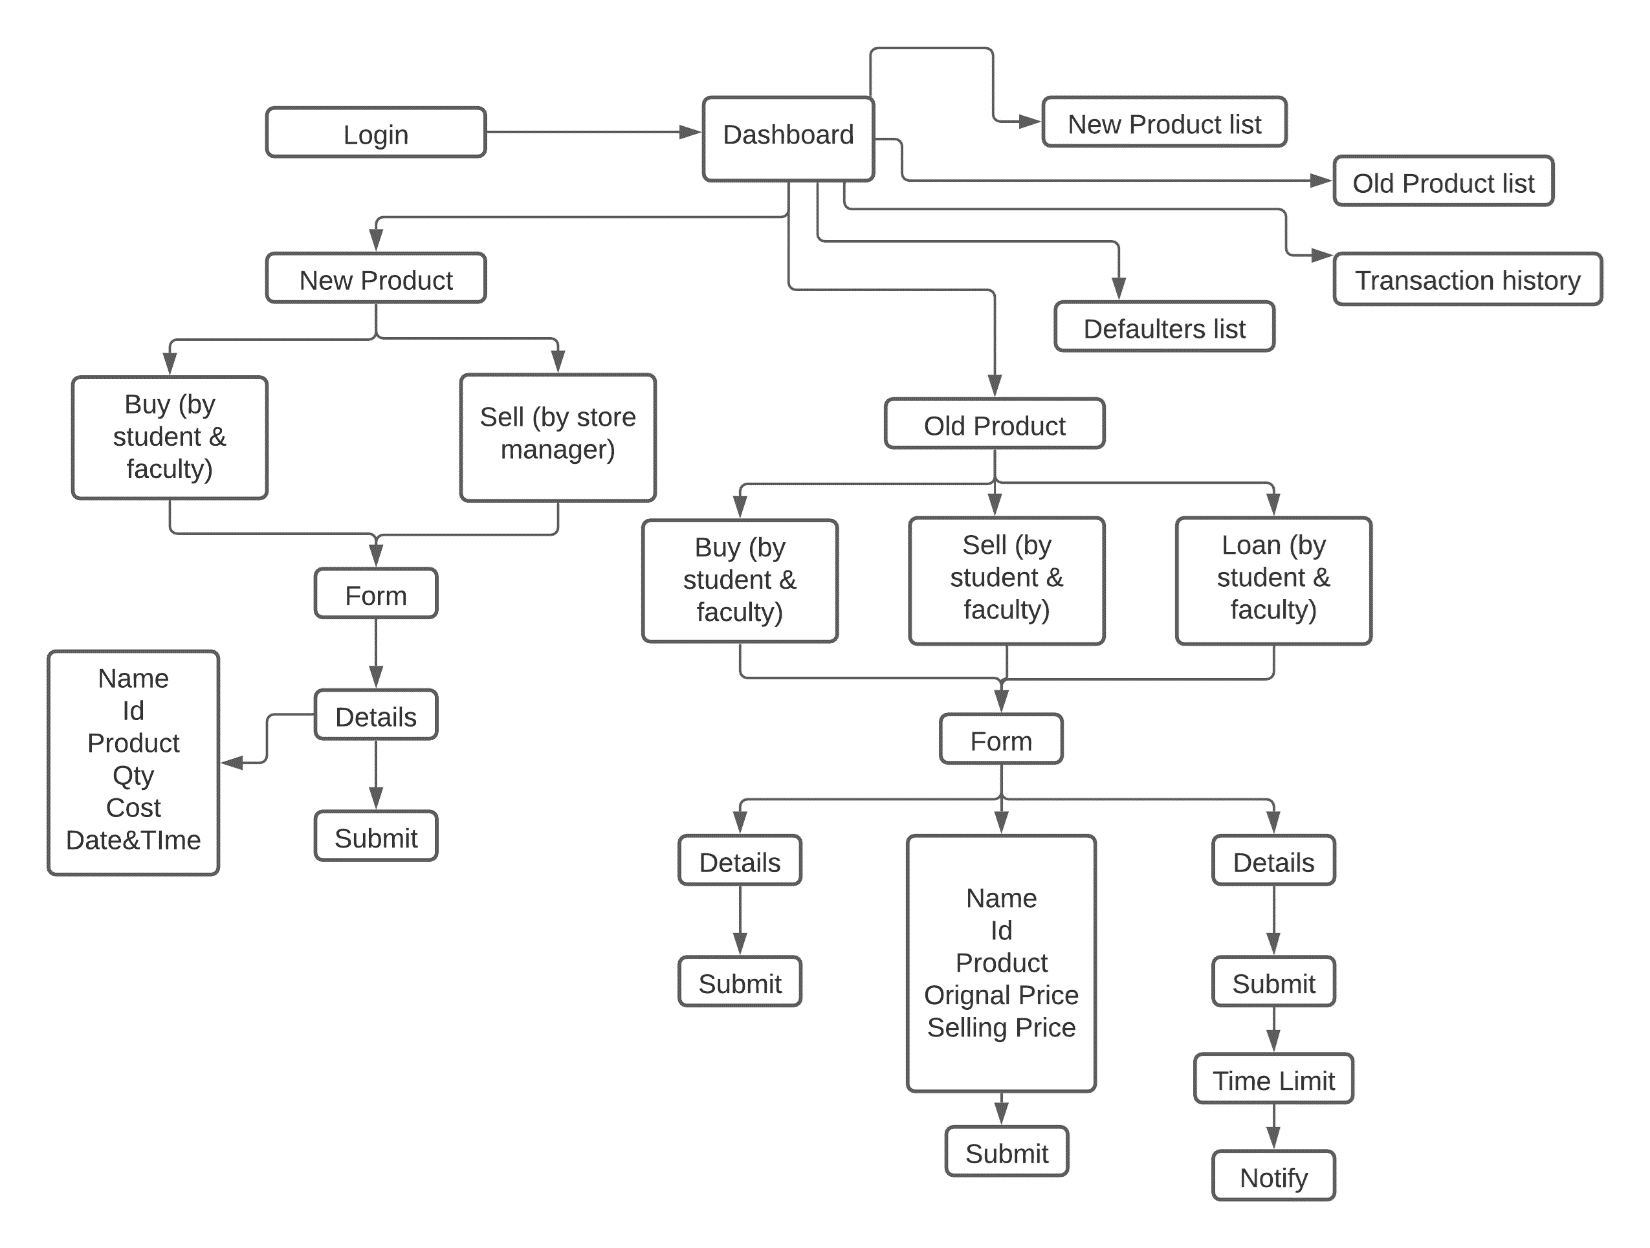 Login
Dashboard
New Product list
Old Product list
Transaction history
Defaulters list
New Product
Buy (by
student &
faculty)
Sell (by store
manager)
Form
Details
Name
Id
Product
Qty
Cost
Date&TIme
Submit
Old Product
Buy (by
student &
faculty)
Sell (by
student &
faculty)
Loan (by
student &
faculty)
Form
Details
Submit
Name
Id
Product
Orignal Price
Selling Price
Submit
Details
Submit
Time Limit
Notify